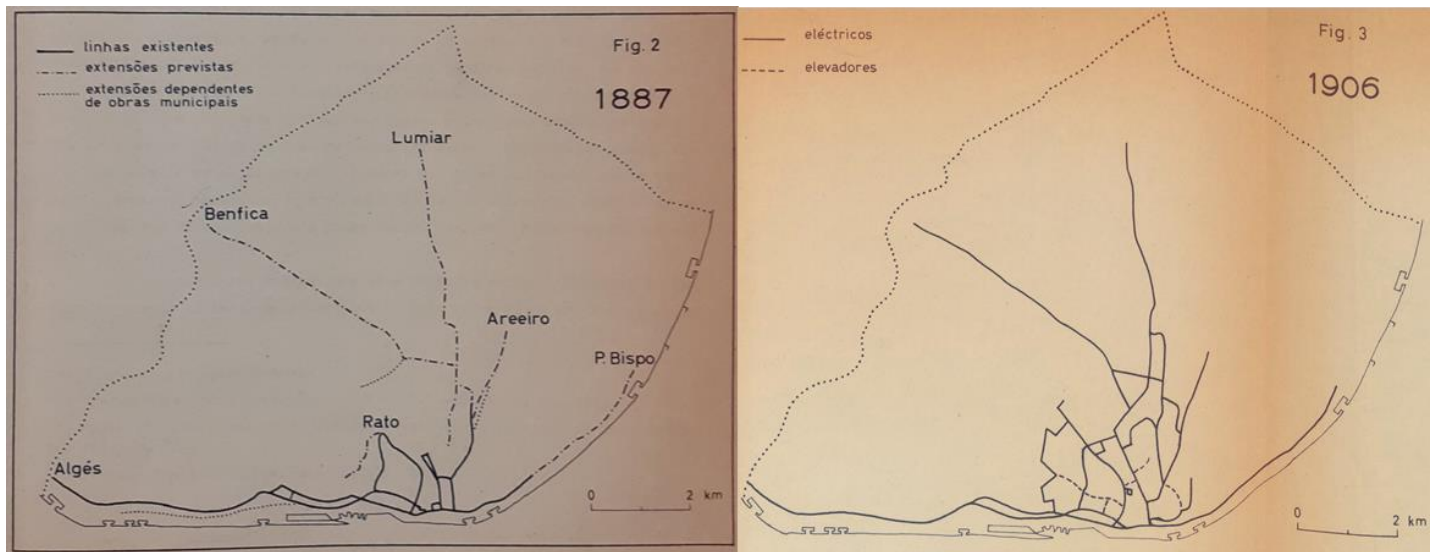 linhas existentes
extensões previstas
extensões dependentes
de obras municipais
Fig. 2
1887
Lumiar
Benfica
Areeiro
P. Bispo
Rato
Algés
0 2 km
eléctricos
elevadores
Fig. 3
1906
0 2 km